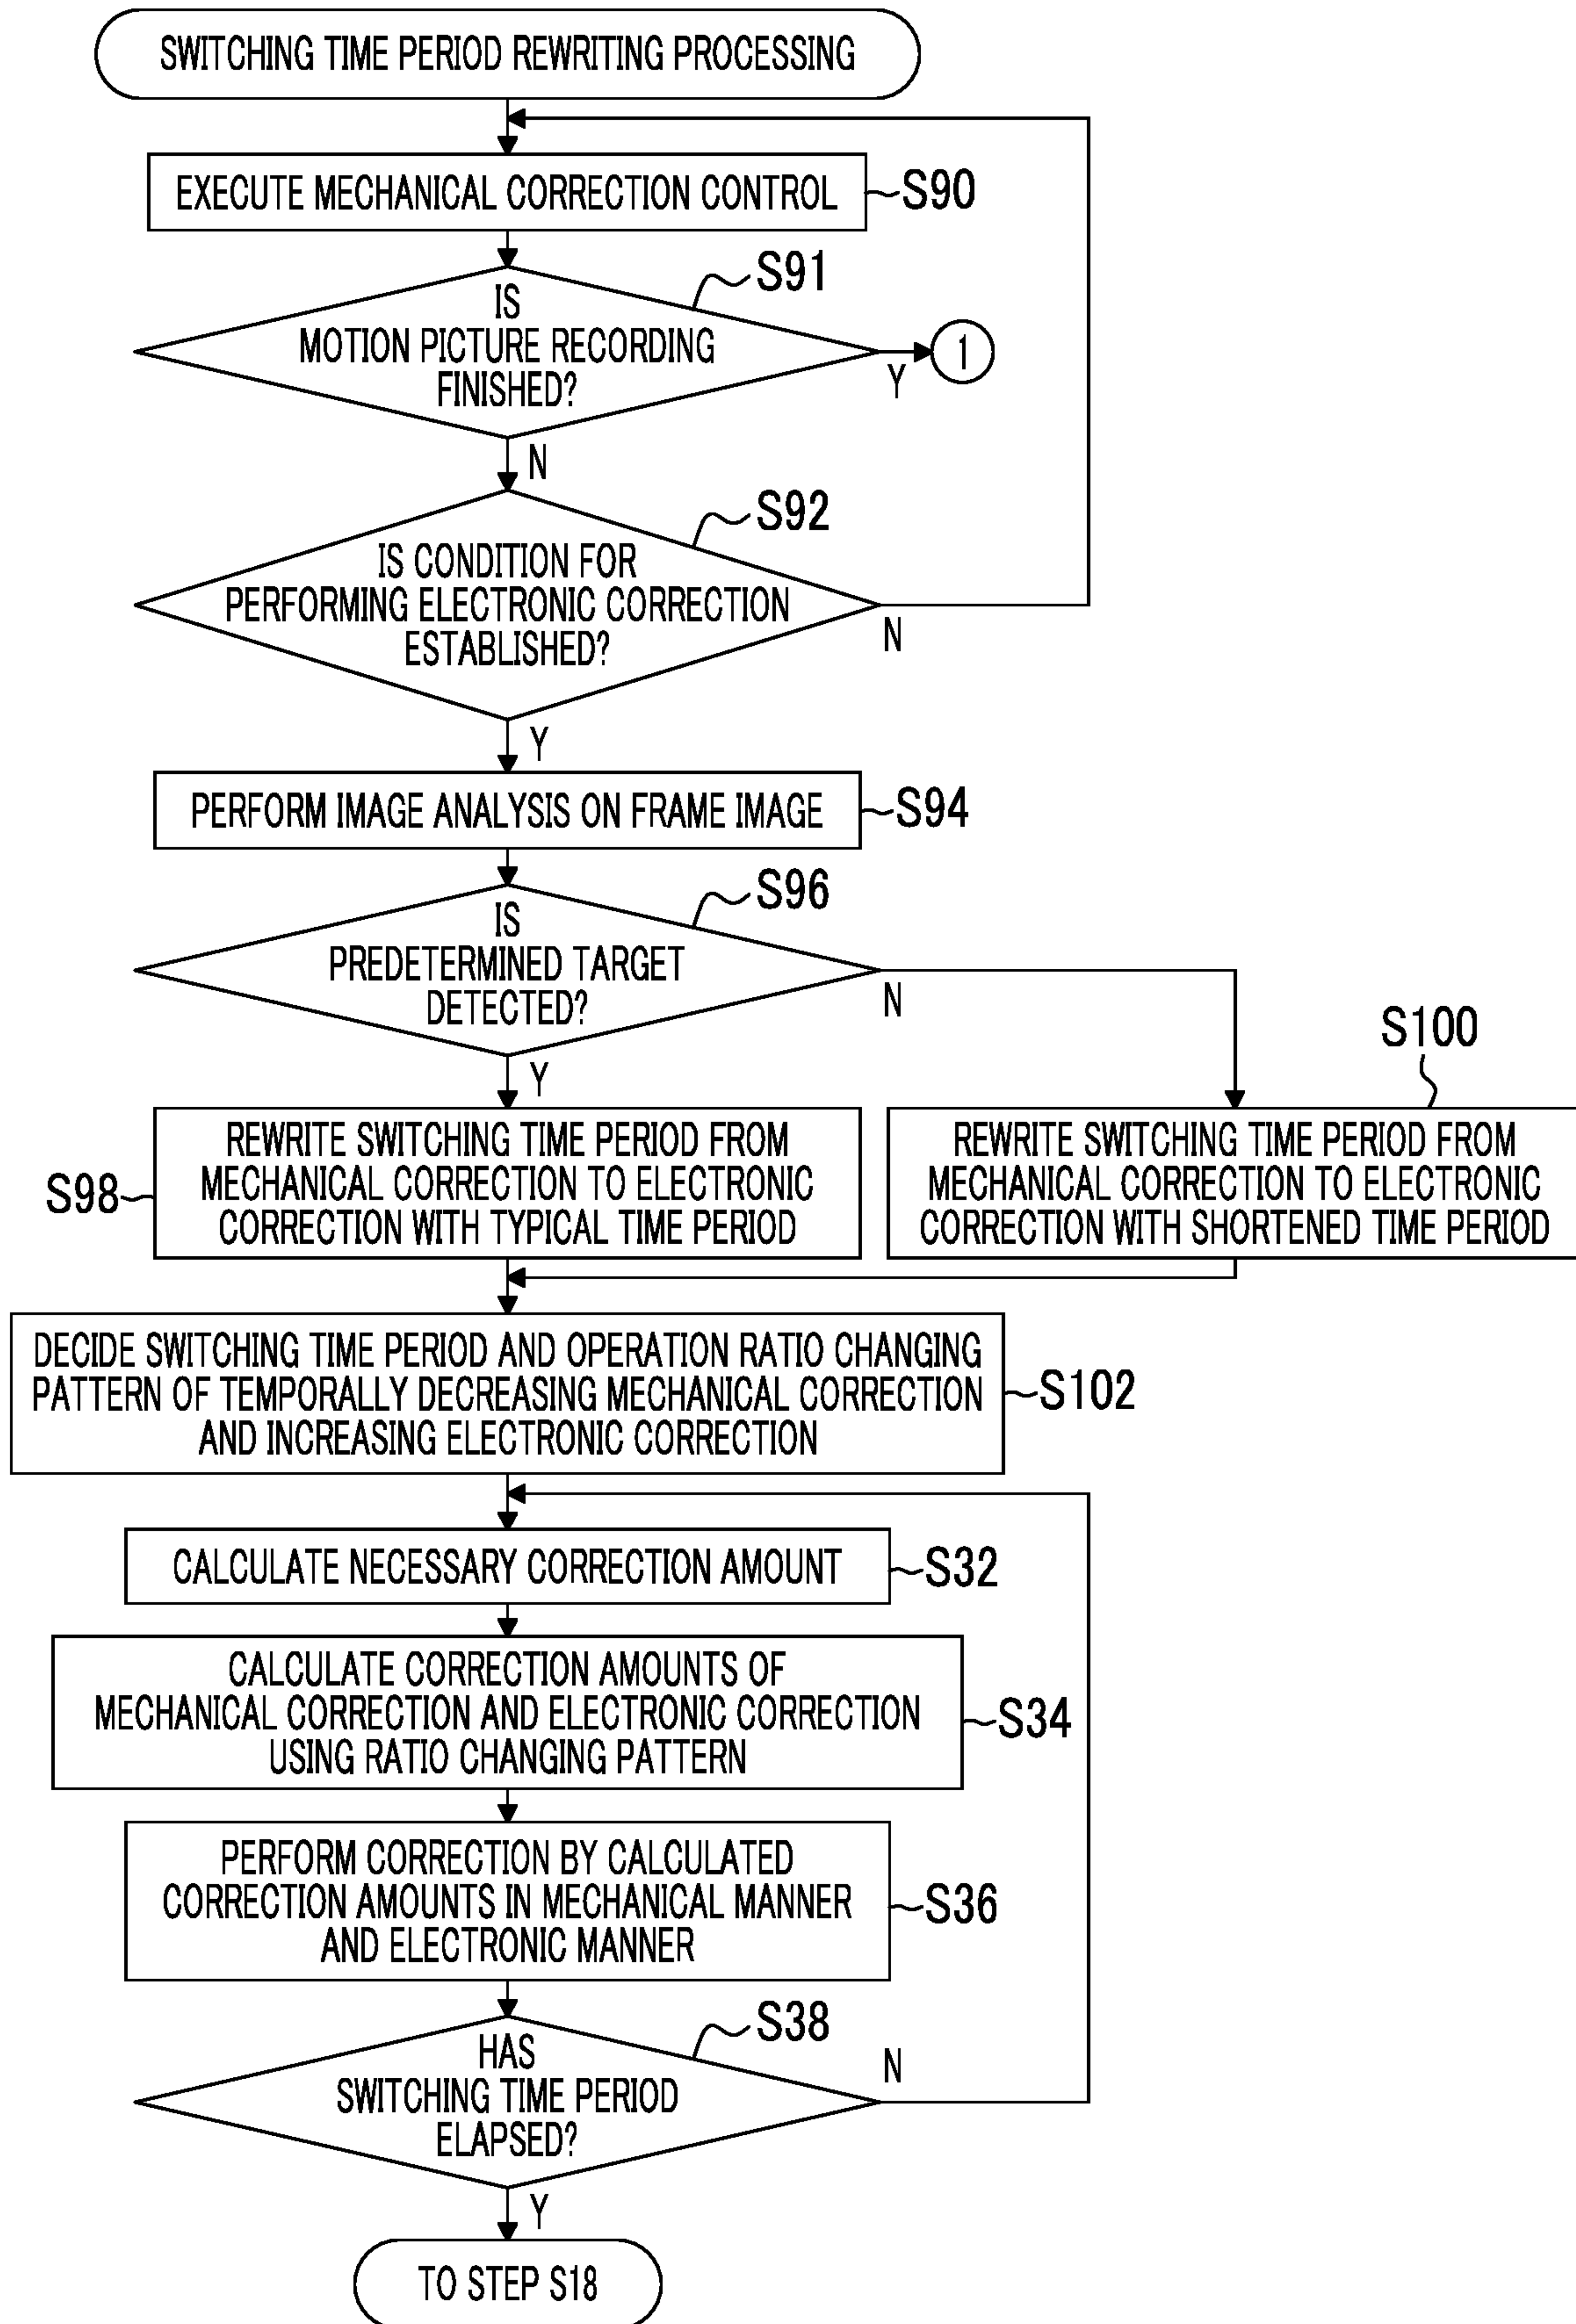 SWITCHING TIME PERIOD REWRITING PROCESSING
EXECUTE MECHANICAL CORRECTION CONTROL
S90
S91
IS
MOTION PICTURE RECORDING
FINISHED?
Y
1
N
S92
IS CONDITION FOR
PERFORMING ELECTRONIC CORRECTION
ESTABLISHED?
N
Y
PERFORM IMAGE ANALYSIS ON FRAME IMAGE
S94
S96
IS
PREDETERMINED TARGET
DETECTED?
N
Y
S100
S98
REWRITE SWITCHING TIME PERIOD FROM
MECHANICAL CORRECTION TO ELECTRONIC
CORRECTION WITH TYPICAL TIME PERIOD
REWRITE SWITCHING TIME PERIOD FROM
MECHANICAL CORRECTION TO ELECTRONIC
CORRECTION WITH SHORTENED TIME PERIOD
DECIDE SWITCHING TIME PERIOD AND OPERATION RATIO CHANGING
PATTERN OF TEMPORALLY DECREASING MECHANICAL CORRECTION
AND INCREASING ELECTRONIC CORRECTION
S102
CALCULATE NECESSARY CORRECTION AMOUNT
S32
CALCULATE CORRECTION AMOUNTS OF
MECHANICAL CORRECTION AND ELECTRONIC CORRECTION
USING RATIO CHANGING PATTERN
S34
PERFORM CORRECTION BY CALCULATED
CORRECTION AMOUNTS IN MECHANICAL MANNER
AND ELECTRONIC MANNER
S36
S38
HAS
SWITCHING TIME PERIOD
ELAPSED?
N
Y
TO STEP S18